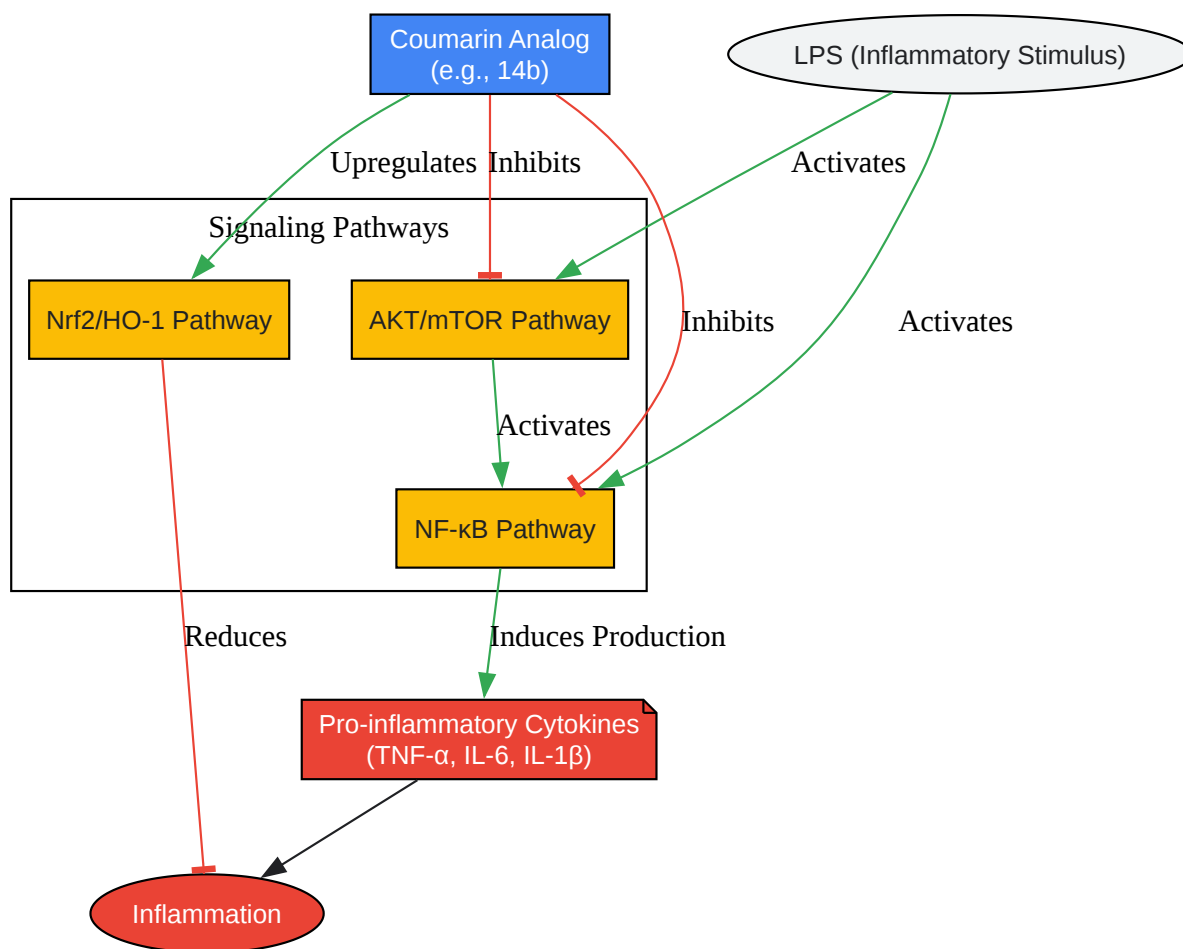 Coumarin Analog
(e.g., 14b)
LPS (Inflammatory Stimulus)
Upregulates
Inhibits
Activates
Signaling Pathways
Nrf2/HO-1 Pathway
AKT/mTOR Pathway
Inhibits
Activates
Activates
NF-κB Pathway
Reduces
Induces Production
Pro-inflammatory Cytokines
(TNF-α, IL-6, IL-1β)
Inflammation